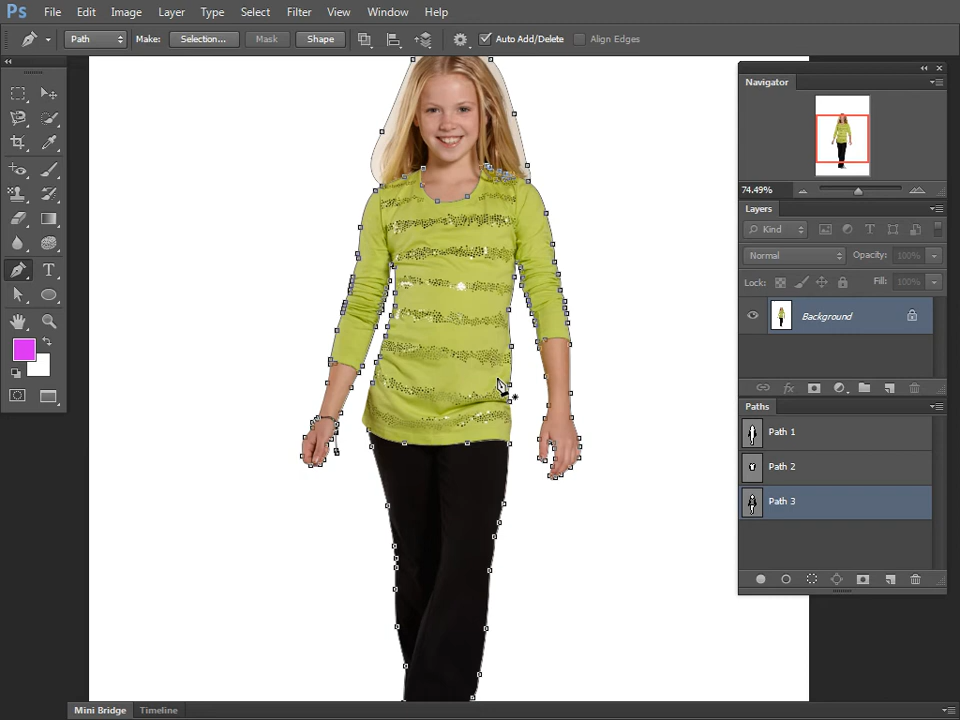 Ps File Edit Image Layer Type Select Filter View Window Help
Path Make: Selection... Mask Shape Auto Add/Delete Align Edges
Navigator
74.49%
Layers
Kind
Normal Opacity: 100%
Lock: Fill: 100%
Background
Paths
Path 1
Path 2
Path 3
Mini Bridge Timeline